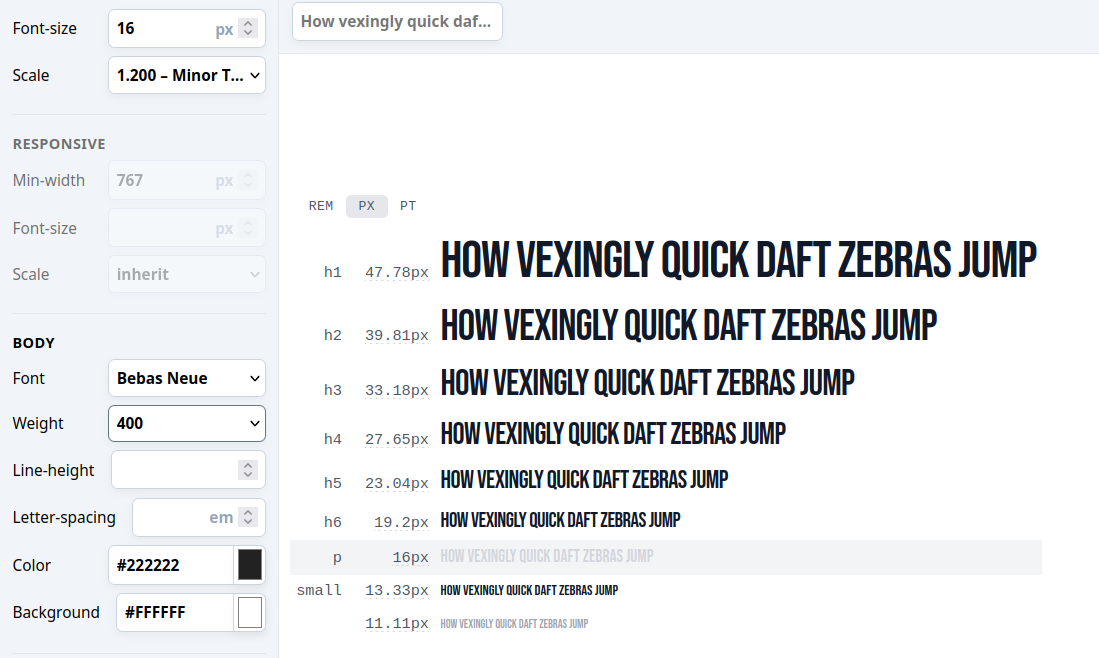 Font-size 16 px
How vexingly quick daf...
Scale 1.200 – Minor T...
RESPONSIVE
Min-width 767 px
Font-size px
Scale inherit
BODY
Font Bebas Neue
Weight 400
Line-height
Letter-spacing em
Color #222222
Background #FFFFFF
REM PX PT
h1 47.78px HOW VEXINGLY QUICK DAFT ZEBRAS JUMP
h2 39.81px HOW VEXINGLY QUICK DAFT ZEBRAS JUMP
h3 33.18px HOW VEXINGLY QUICK DAFT ZEBRAS JUMP
h4 27.65px HOW VEXINGLY QUICK DAFT ZEBRAS JUMP
h5 23.04px HOW VEXINGLY QUICK DAFT ZEBRAS JUMP
h6 19.2px HOW VEXINGLY QUICK DAFT ZEBRAS JUMP
p 16px HOW VEXINGLY QUICK DAFT ZEBRAS JUMP
small 13.33px HOW VEXINGLY QUICK DAFT ZEBRAS JUMP
11.11px HOW VEXINGLY QUICK DAFT ZEBRAS JUMP